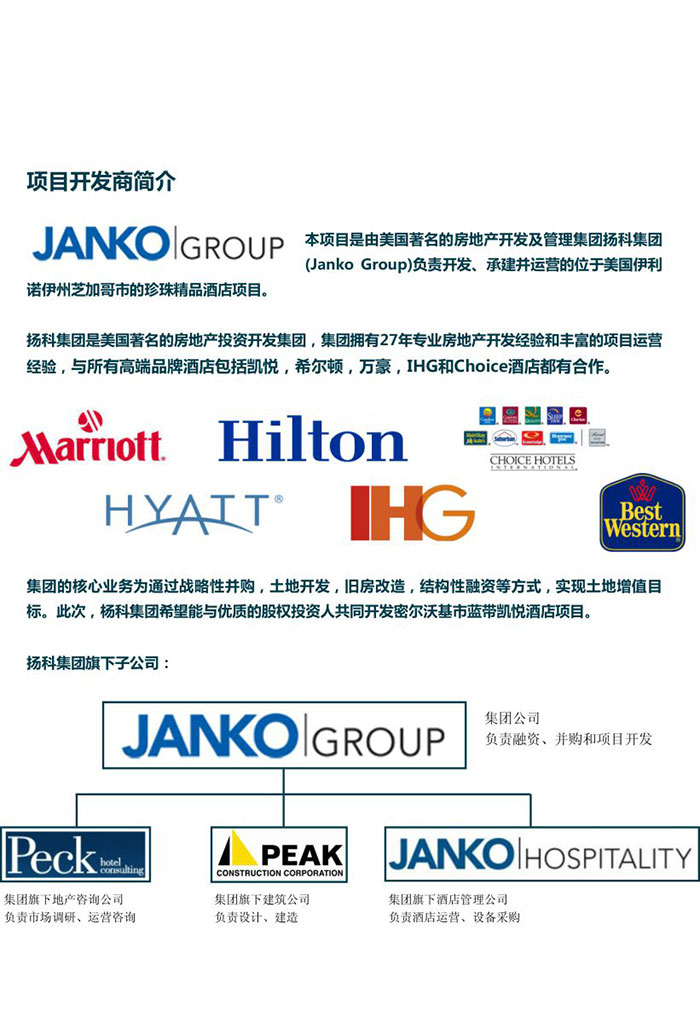 项目开发商简介
JANKO GROUP
本项目是由美国著名的房地产开发及管理集团扬科集团
(Janko Group)负责开发、承建并运营的位于美国伊利
诺伊州芝加哥市的珍珠精品酒店项目。
扬科集团是美国著名的房地产投资开发集团，集团拥有27年专业房地产开发经验和丰富的项目运营
经验，与所有高端品牌酒店包括凯悦，希尔顿，万豪，IHG和Choice酒店都有合作。
Marriott
Hilton
CHOICE HOTELS
INTERNATIONAL
HYATT®
IHG
Best
Western
集团的核心业务为通过战略性并购，土地开发，旧房改造，结构性融资等方式，实现土地增值目
标。此次，杨科集团希望能与优质的股权投资人共同开发密尔沃基市蓝带凯悦酒店项目。
扬科集团旗下子公司：
JANKO GROUP
集团公司
负责融资、并购和项目开发
Peck hotel
consulting
PEAK
CONSTRUCTION CORPORATION
JANKO HOSPITALITY
集团旗下地产咨询公司
负责市场调研、运营咨询
集团旗下建筑公司
负责设计、建造
集团旗下酒店管理公司
负责酒店运营、设备采购